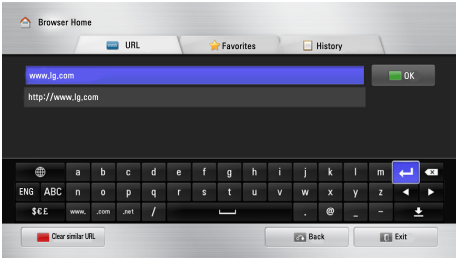 Browser Home
URL Favorites History
www.lg.com OK
http://www.lg.com
a b c d e f g h i j k l m
ENG ABC n o p q r s t u v w x y z
$€£ www. .com .net / . @ _ -
Clear similar URL Back Exit